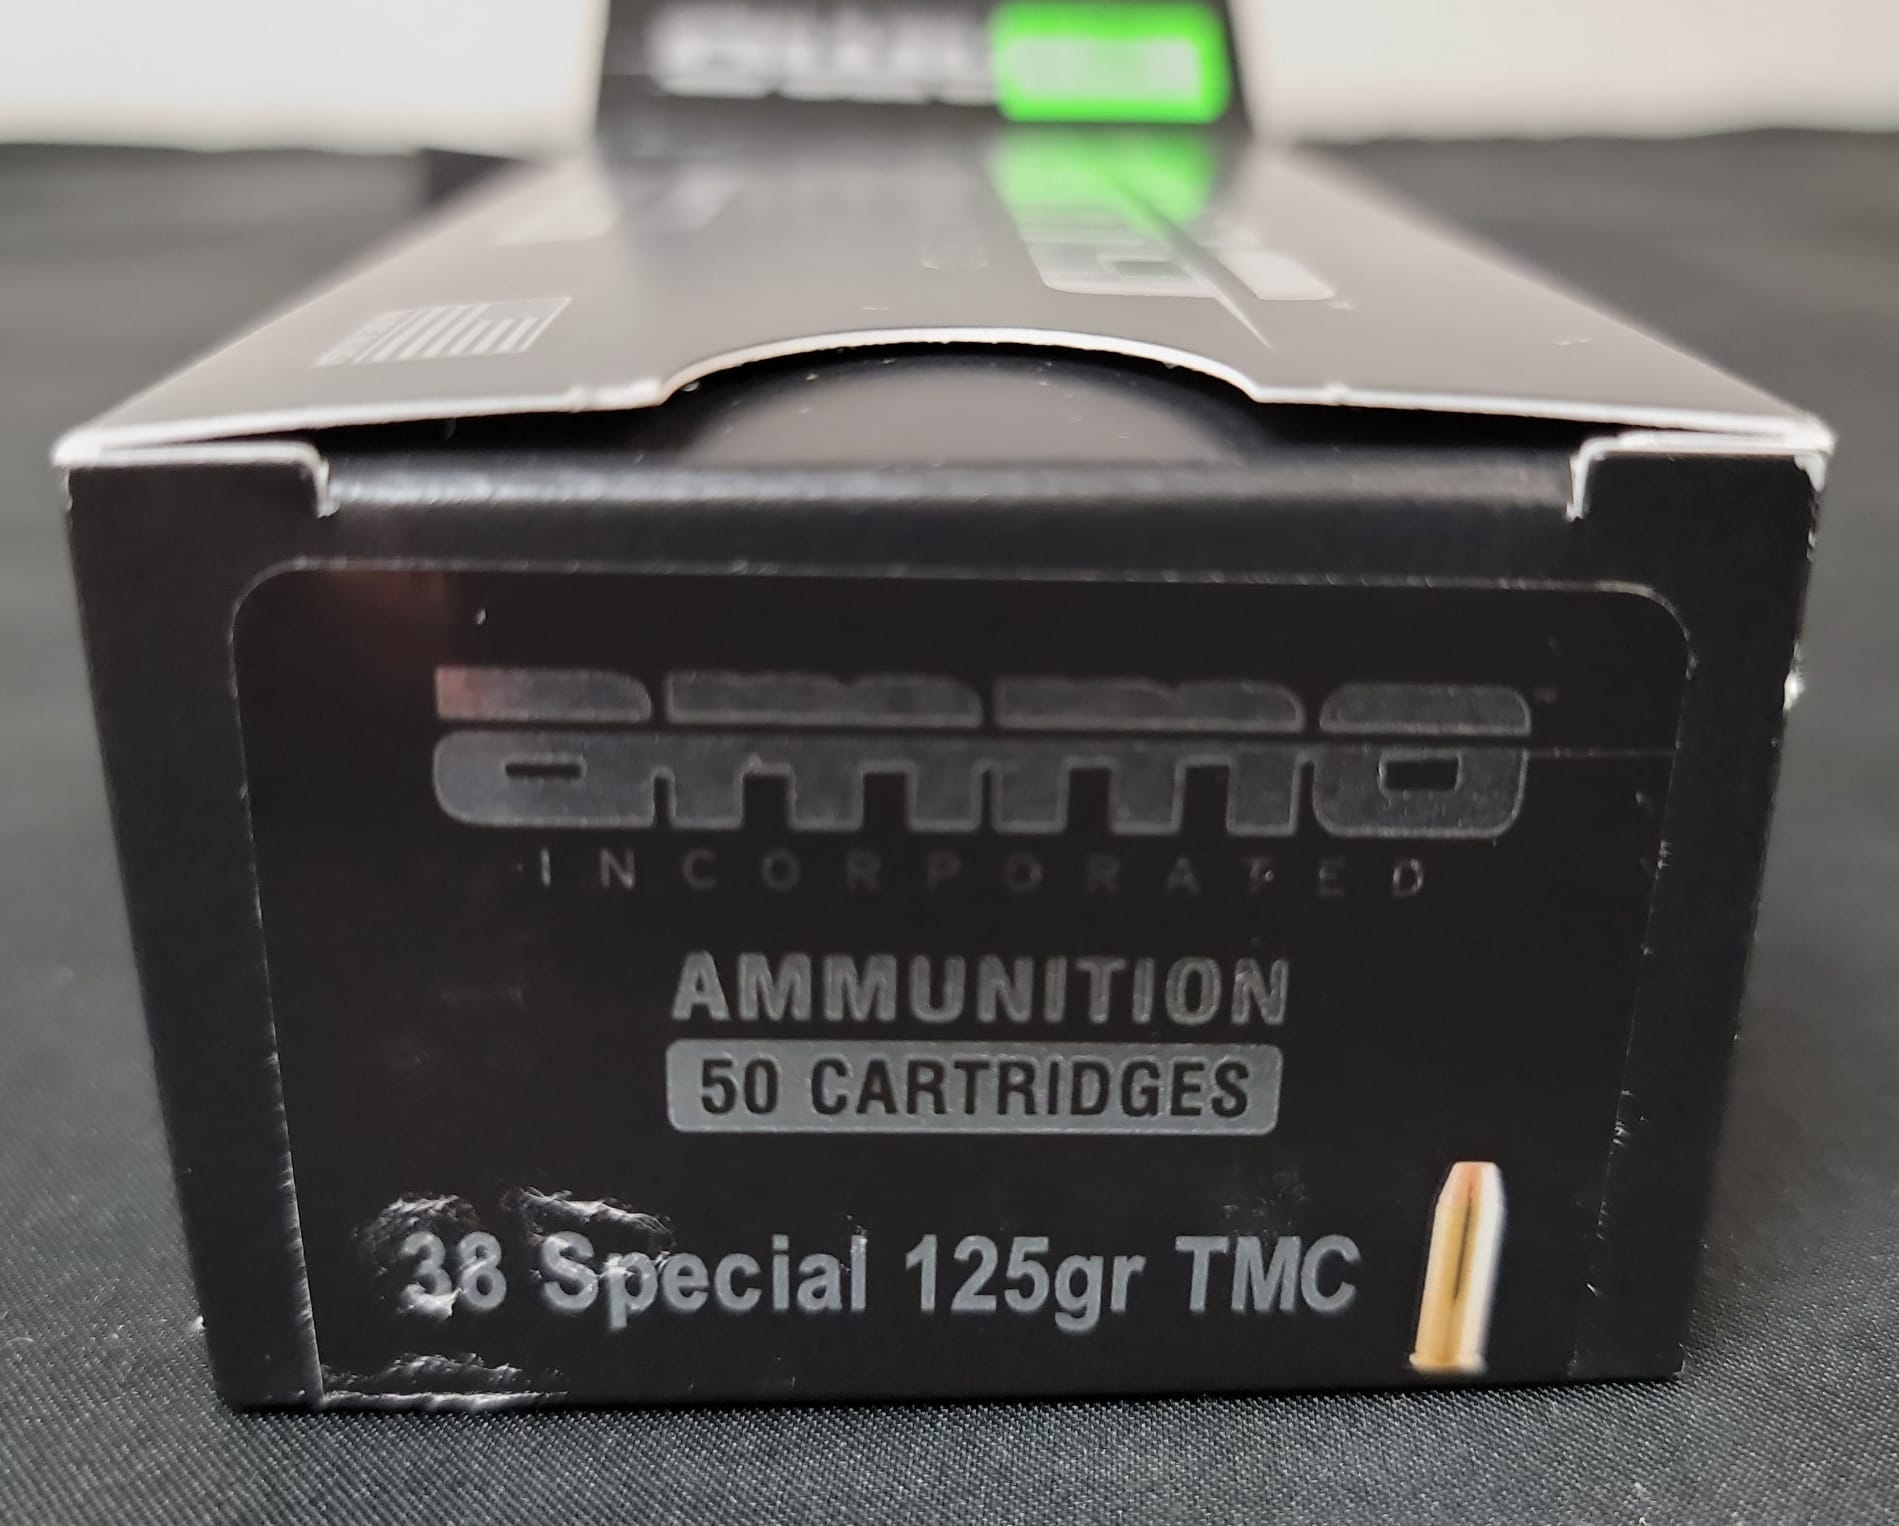 ammo
INCORPORATED
AMMUNITION
50 CARTRIDGES
38 Special 125gr TMC